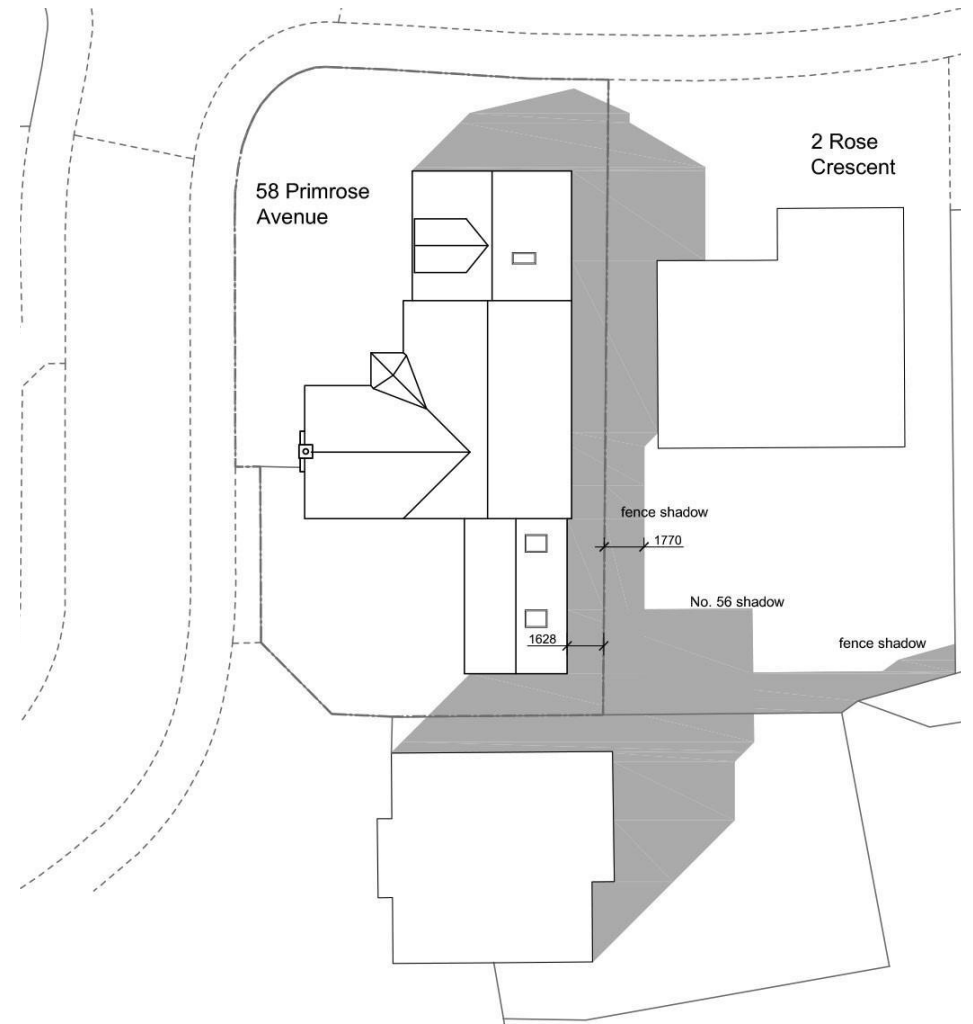 2 Rose
Crescent
58 Primrose
Avenue
fence shadow
1770
No. 56 shadow
1628
fence shadow